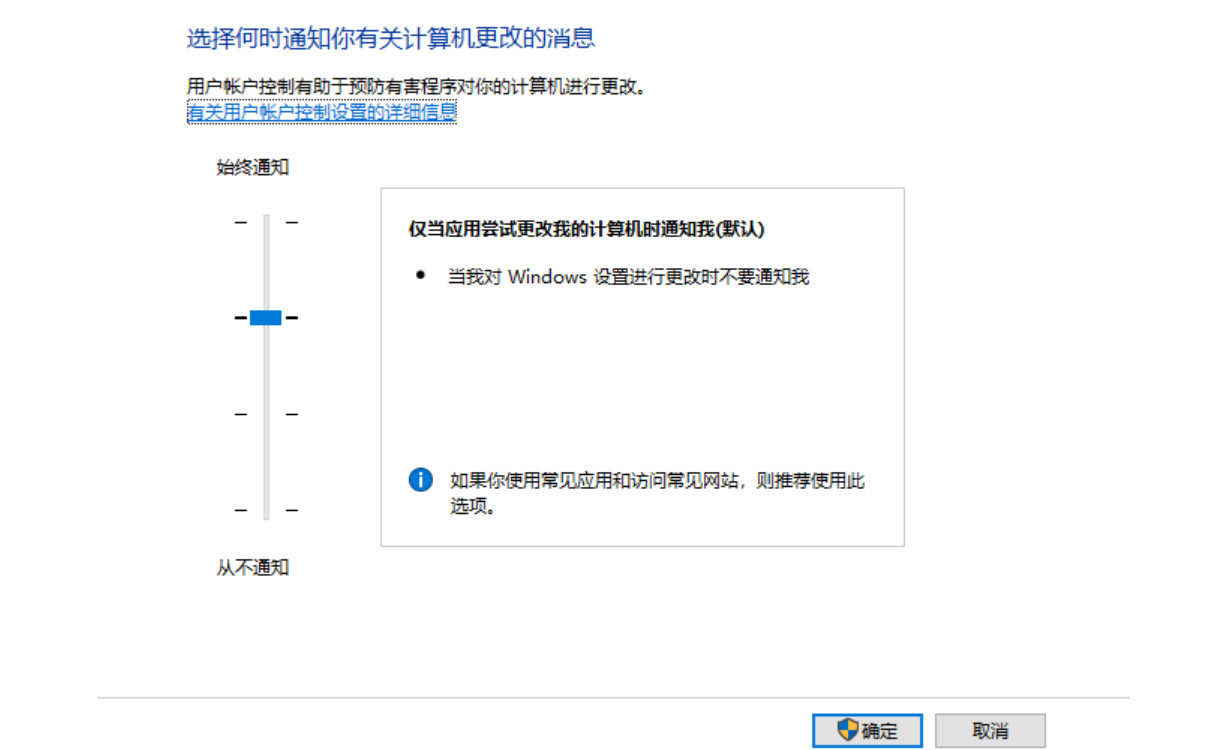 选择何时通知你有关计算机更改的消息
用户帐户控制有助于预防有害程序对你的计算机进行更改。
有关用户帐户控制设置的详细信息
始终通知
仅当应用尝试更改我的计算机时通知我(默认)
当我对 Windows 设置进行更改时不要通知我
如果你使用常见应用和访问常见网站，则推荐使用此
选项。
从不通知
确定
取消